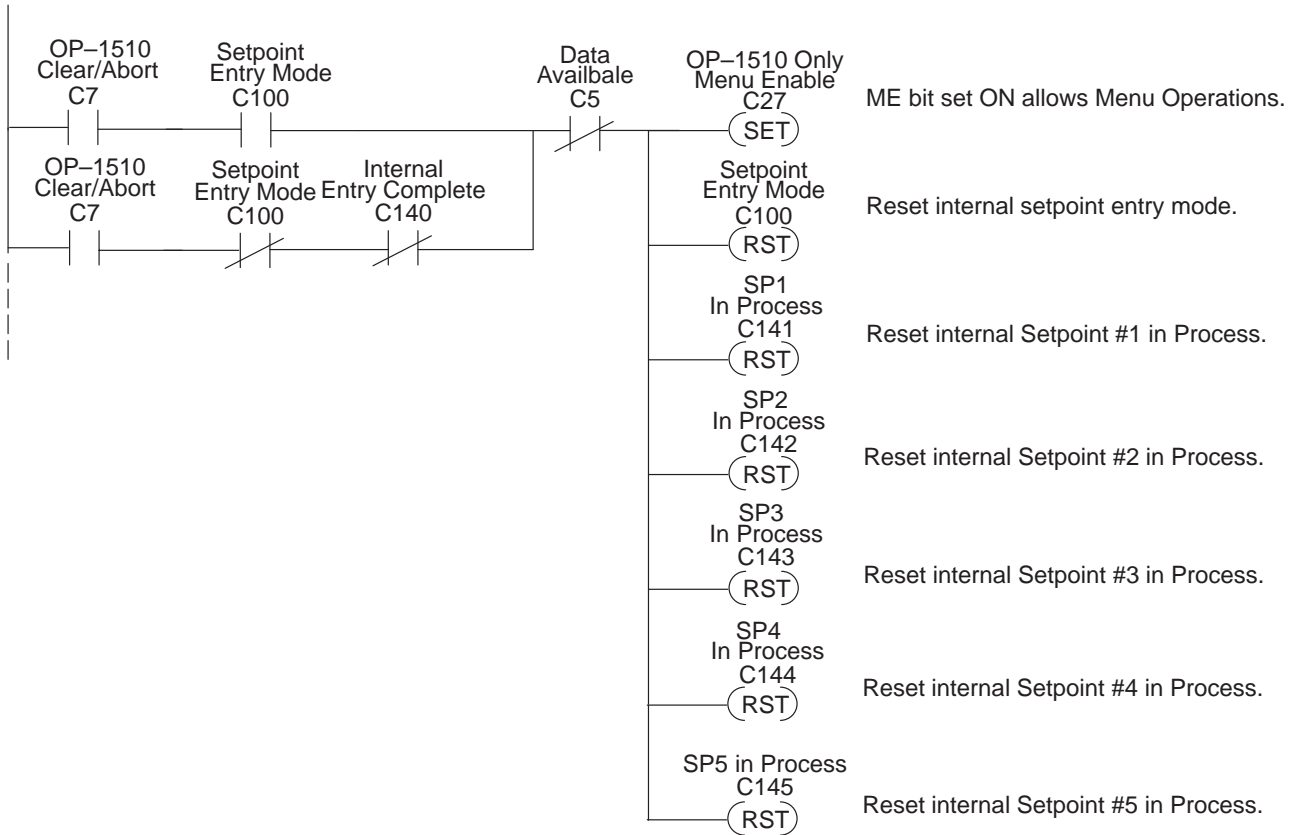 OP–1510
Clear/Abort
C7
Setpoint
Entry Mode
C100
Data
Availbale
C5
OP–1510 Only
Menu Enable
C27
SET
ME bit set ON allows Menu Operations.
OP–1510
Clear/Abort
C7
Setpoint
Entry Mode
C100
Internal
Entry Complete
C140
Setpoint
Entry Mode
C100
RST
Reset internal setpoint entry mode.
SP1
In Process
C141
RST
Reset internal Setpoint #1 in Process.
SP2
In Process
C142
RST
Reset internal Setpoint #2 in Process.
SP3
In Process
C143
RST
Reset internal Setpoint #3 in Process.
SP4
In Process
C144
RST
Reset internal Setpoint #4 in Process.
SP5 in Process
C145
RST
Reset internal Setpoint #5 in Process.